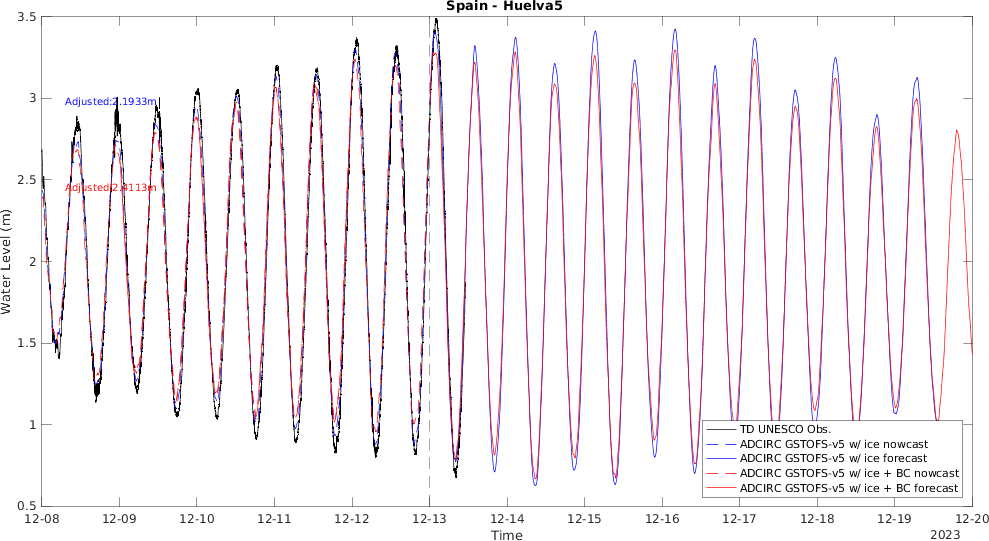 Spain - Huelva5
3.5
3
2.5
2
1.5
1
0.5
Water Level (m)
Adjusted:2.1933m
Adjusted:2.4113m
TD UNESCO Obs.
ADCIRC GSTOFS-v5 w/ ice nowcast
ADCIRC GSTOFS-v5 w/ ice forecast
ADCIRC GSTOFS-v5 w/ ice + BC nowcast
ADCIRC GSTOFS-v5 w/ ice + BC forecast
12-08 12-09 12-10 12-11 12-12 12-13 12-14 12-15 12-16 12-17 12-18 12-19 12-20
Time
2023